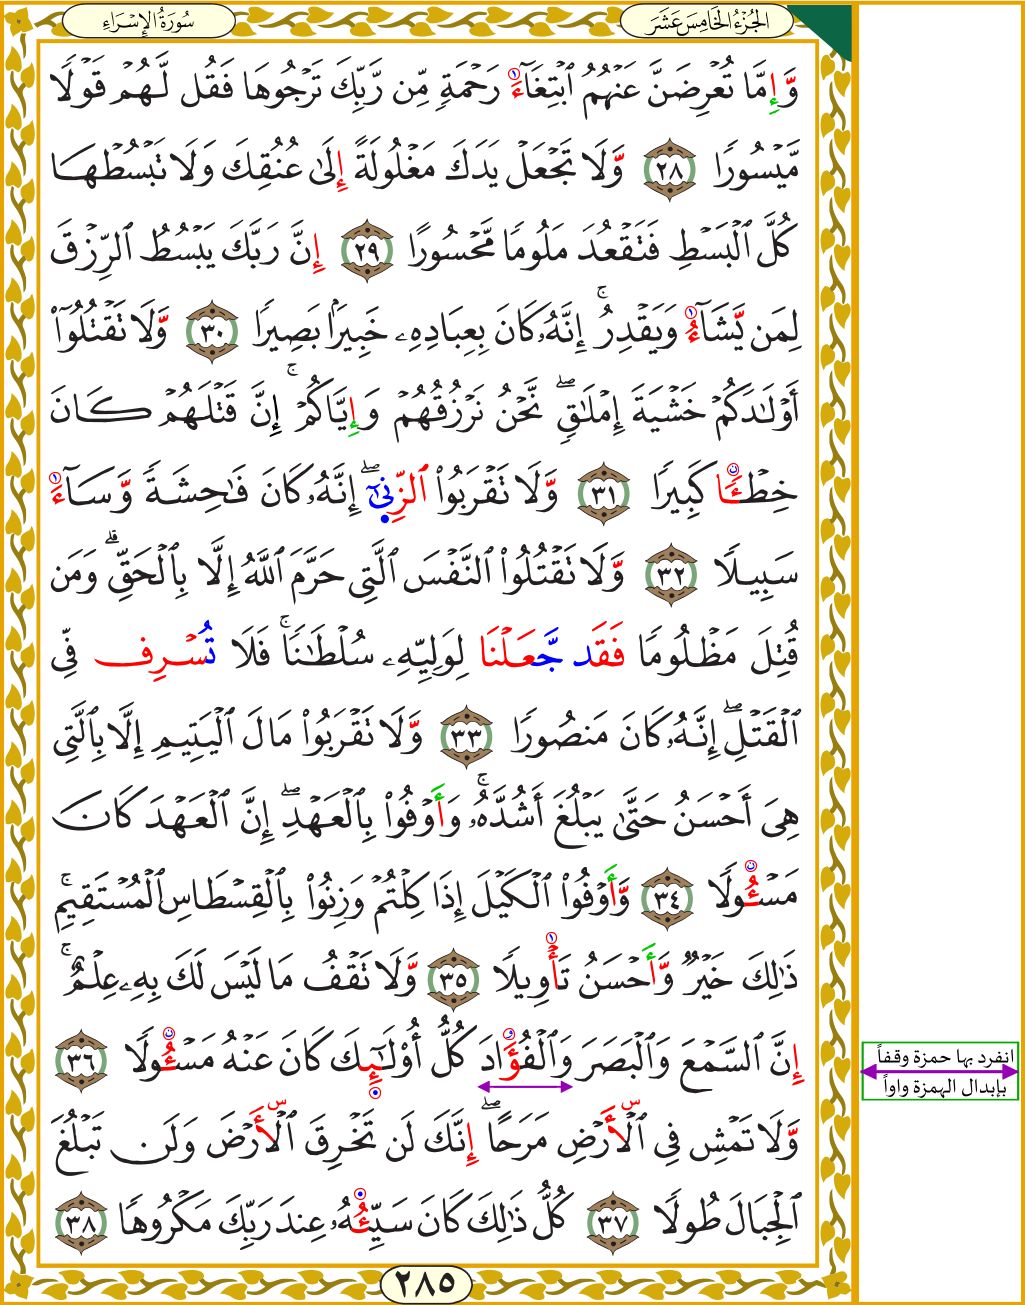 سُورَةُ الإِسْرَاءِ
الجُزْءُ الْخَامِسَ عَشَرَ
وَّإِمَّا تُعْرِضَنَّ عَنْهُمُ ٱبْتِغَآءَ رَحْمَةٍ مِّن رَّبِّكَ تَرْجُوهَا فَقُل لَّهُمْ قَوْلًا
مَّيْسُورًا ٢٨ وَّلَا تَجْعَلْ يَدَكَ مَغْلُولَةً إِلَىٰ عُنُقِكَ وَلَا تَبْسُطْهَا
كُلَّ ٱلْبَسْطِ فَتَقْعُدَ مَلُومًا مَّحْسُورًا ٢٩ إِنَّ رَبَّكَ يَبْسُطُ ٱلرِّزْقَ
لِمَن يَّشَآءُ وَيَقْدِرُ ۚ إِنَّهُۥ كَانَ بِعِبَادِهِۦ خَبِيرَۢا بَصِيرًا ٣٠ وَّلَا تَقْتُلُوٓا۟
أَوْلَٰدَكُمْ خَشْيَةَ إِمْلَٰقٍ ۖ نَّحْنُ نَرْزُقُهُمْ وَإِيَّاكُمْ ۚ إِنَّ قَتْلَهُمْ كَانَ
خِطْـًٔا كَبِيرًا ٣١ وَّلَا تَقْرَبُوا۟ ٱلزِّنَىٰٓ ۖ إِنَّهُۥ كَانَ فَٰحِشَةً وَّسَآءَ
سَبِيلًا ٣٢ وَّلَا تَقْتُلُوا۟ ٱلنَّفْسَ ٱلَّتِى حَرَّمَ ٱللَّهُ إِلَّا بِٱلْحَقِّ ۗ وَمَن
قُتِلَ مَظْلُومًا فَقَد جَّعَلْنَا لِوَلِيِّهِۦ سُلْطَٰنًا ۚ فَلَا تُسْرِف فِّى
ٱلْقَتْلِ ۖ إِنَّهُۥ كَانَ مَنصُورًا ٣٣ وَّلَا تَقْرَبُوا۟ مَالَ ٱلْيَتِيمِ إِلَّا بِٱلَّتِى
هِىَ أَحْسَنُ حَتَّىٰ يَبْلُغَ أَشُدَّهُۥ ۚ وَأَوْفُوا۟ بِٱلْعَهْدِ ۖ إِنَّ ٱلْعَهْدَ كَانَ
مَسْـُٔولًا ٣٤ وَّأَوْفُوا۟ ٱلْكَيْلَ إِذَا كِلْتُمْ وَزِنُوا۟ بِٱلْقِسْطَاسِ ٱلْمُسْتَقِيمِ ۚ
ذَٰلِكَ خَيْرٌ وَّأَحْسَنُ تَأْوِيلًا ٣٥ وَّلَا تَقْفُ مَا لَيْسَ لَكَ بِهِۦ عِلْمٌ ۚ
إِنَّ ٱلسَّمْعَ وَٱلْبَصَرَ وَٱلْفُؤَادَ كُلُّ أُو۟لَٰٓئِكَ كَانَ عَنْهُ مَسْـُٔولًا ٣٦
وَّلَا تَمْشِ فِى ٱلْأَرْضِ مَرَحًا ۖ إِنَّكَ لَن تَخْرِقَ ٱلْأَرْضَ وَلَن تَبْلُغَ
ٱلْجِبَالَ طُولًا ٣٧ كُلُّ ذَٰلِكَ كَانَ سَيِّئُهُۥ عِندَ رَبِّكَ مَكْرُوهًا ٣٨
انفرد بها حمزة وقفاً
بإبدال الهمزة واواً
٢٨٥